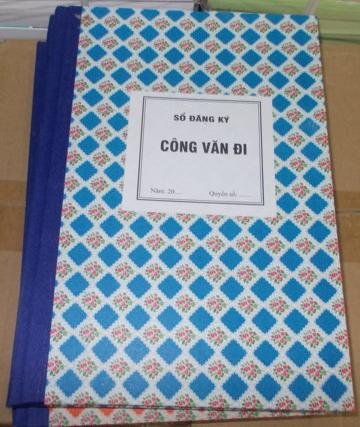 SỔ ĐĂNG KÝ
CÔNG VĂN ĐI
Năm: 20.... Quyển số: ......